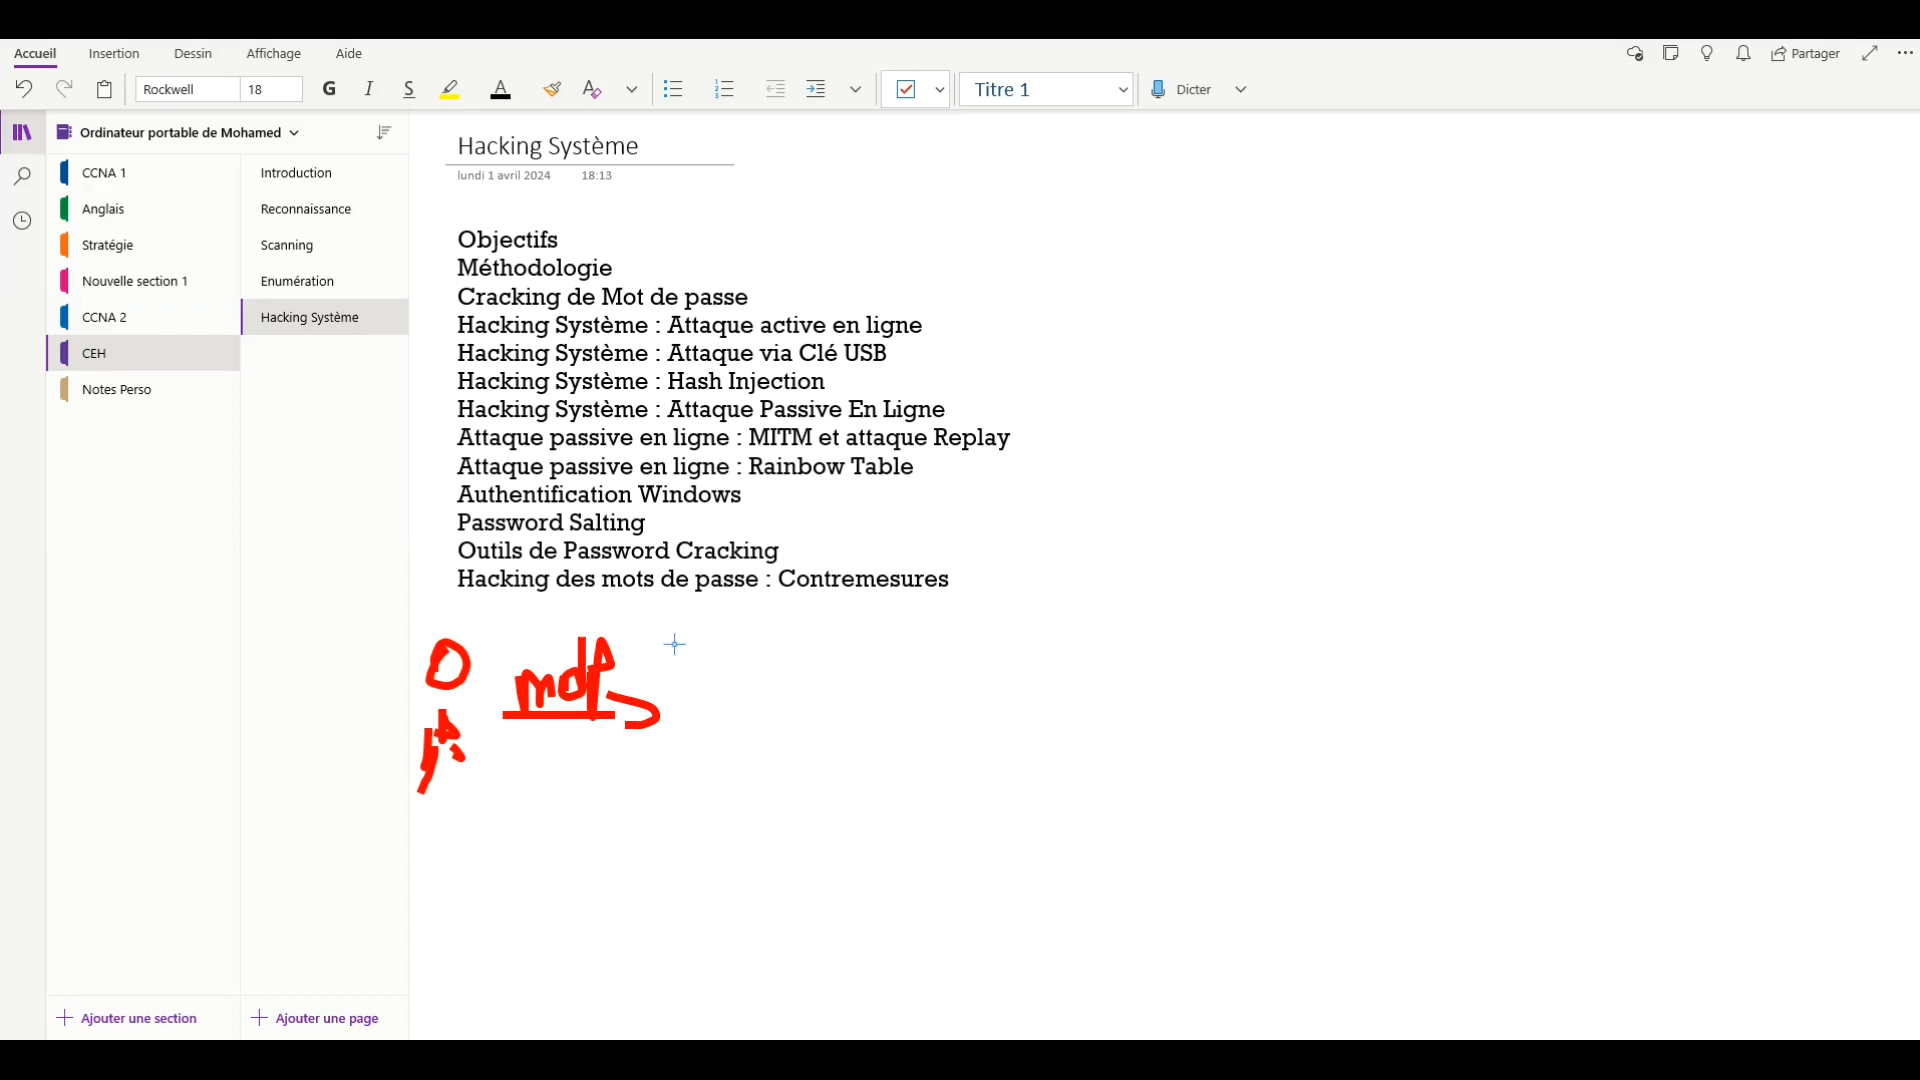 Accueil Insertion Dessin Affichage Aide Partager
Rockwell 18 G I S A A Titre 1 Dicter
Ordinateur portable de Mohamed
CCNA 1
Anglais
Stratégie
Nouvelle section 1
CCNA 2
CEH
Notes Perso
Ajouter une section
Introduction
Reconnaissance
Scanning
Enumération
Hacking Système
Ajouter une page
Hacking Système
lundi 1 avril 2024 18:13
Objectifs
Méthodologie
Cracking de Mot de passe
Hacking Système : Attaque active en ligne
Hacking Système : Attaque via Clé USB
Hacking Système : Hash Injection
Hacking Système : Attaque Passive En Ligne
Attaque passive en ligne : MITM et attaque Replay
Attaque passive en ligne : Rainbow Table
Authentification Windows
Password Salting
Outils de Password Cracking
Hacking des mots de passe : Contremesures
mdp